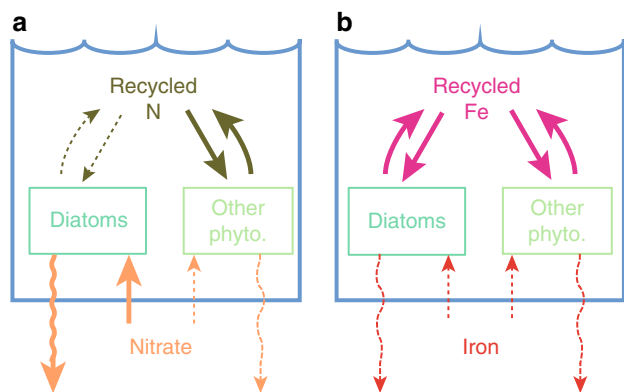 a
Recycled
N
Diatoms
Other
phyto.
Nitrate
b
Recycled
Fe
Diatoms
Other
phyto.
Iron